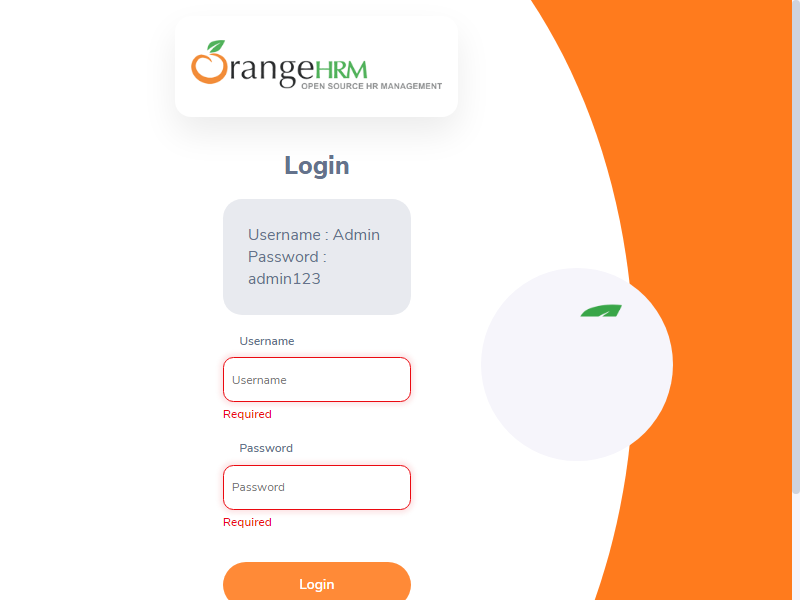 OrangeHRM
OPEN SOURCE HR MANAGEMENT
Login
Username : Admin
Password :
admin123
Username
Username
Required
Password
Password
Required
Login